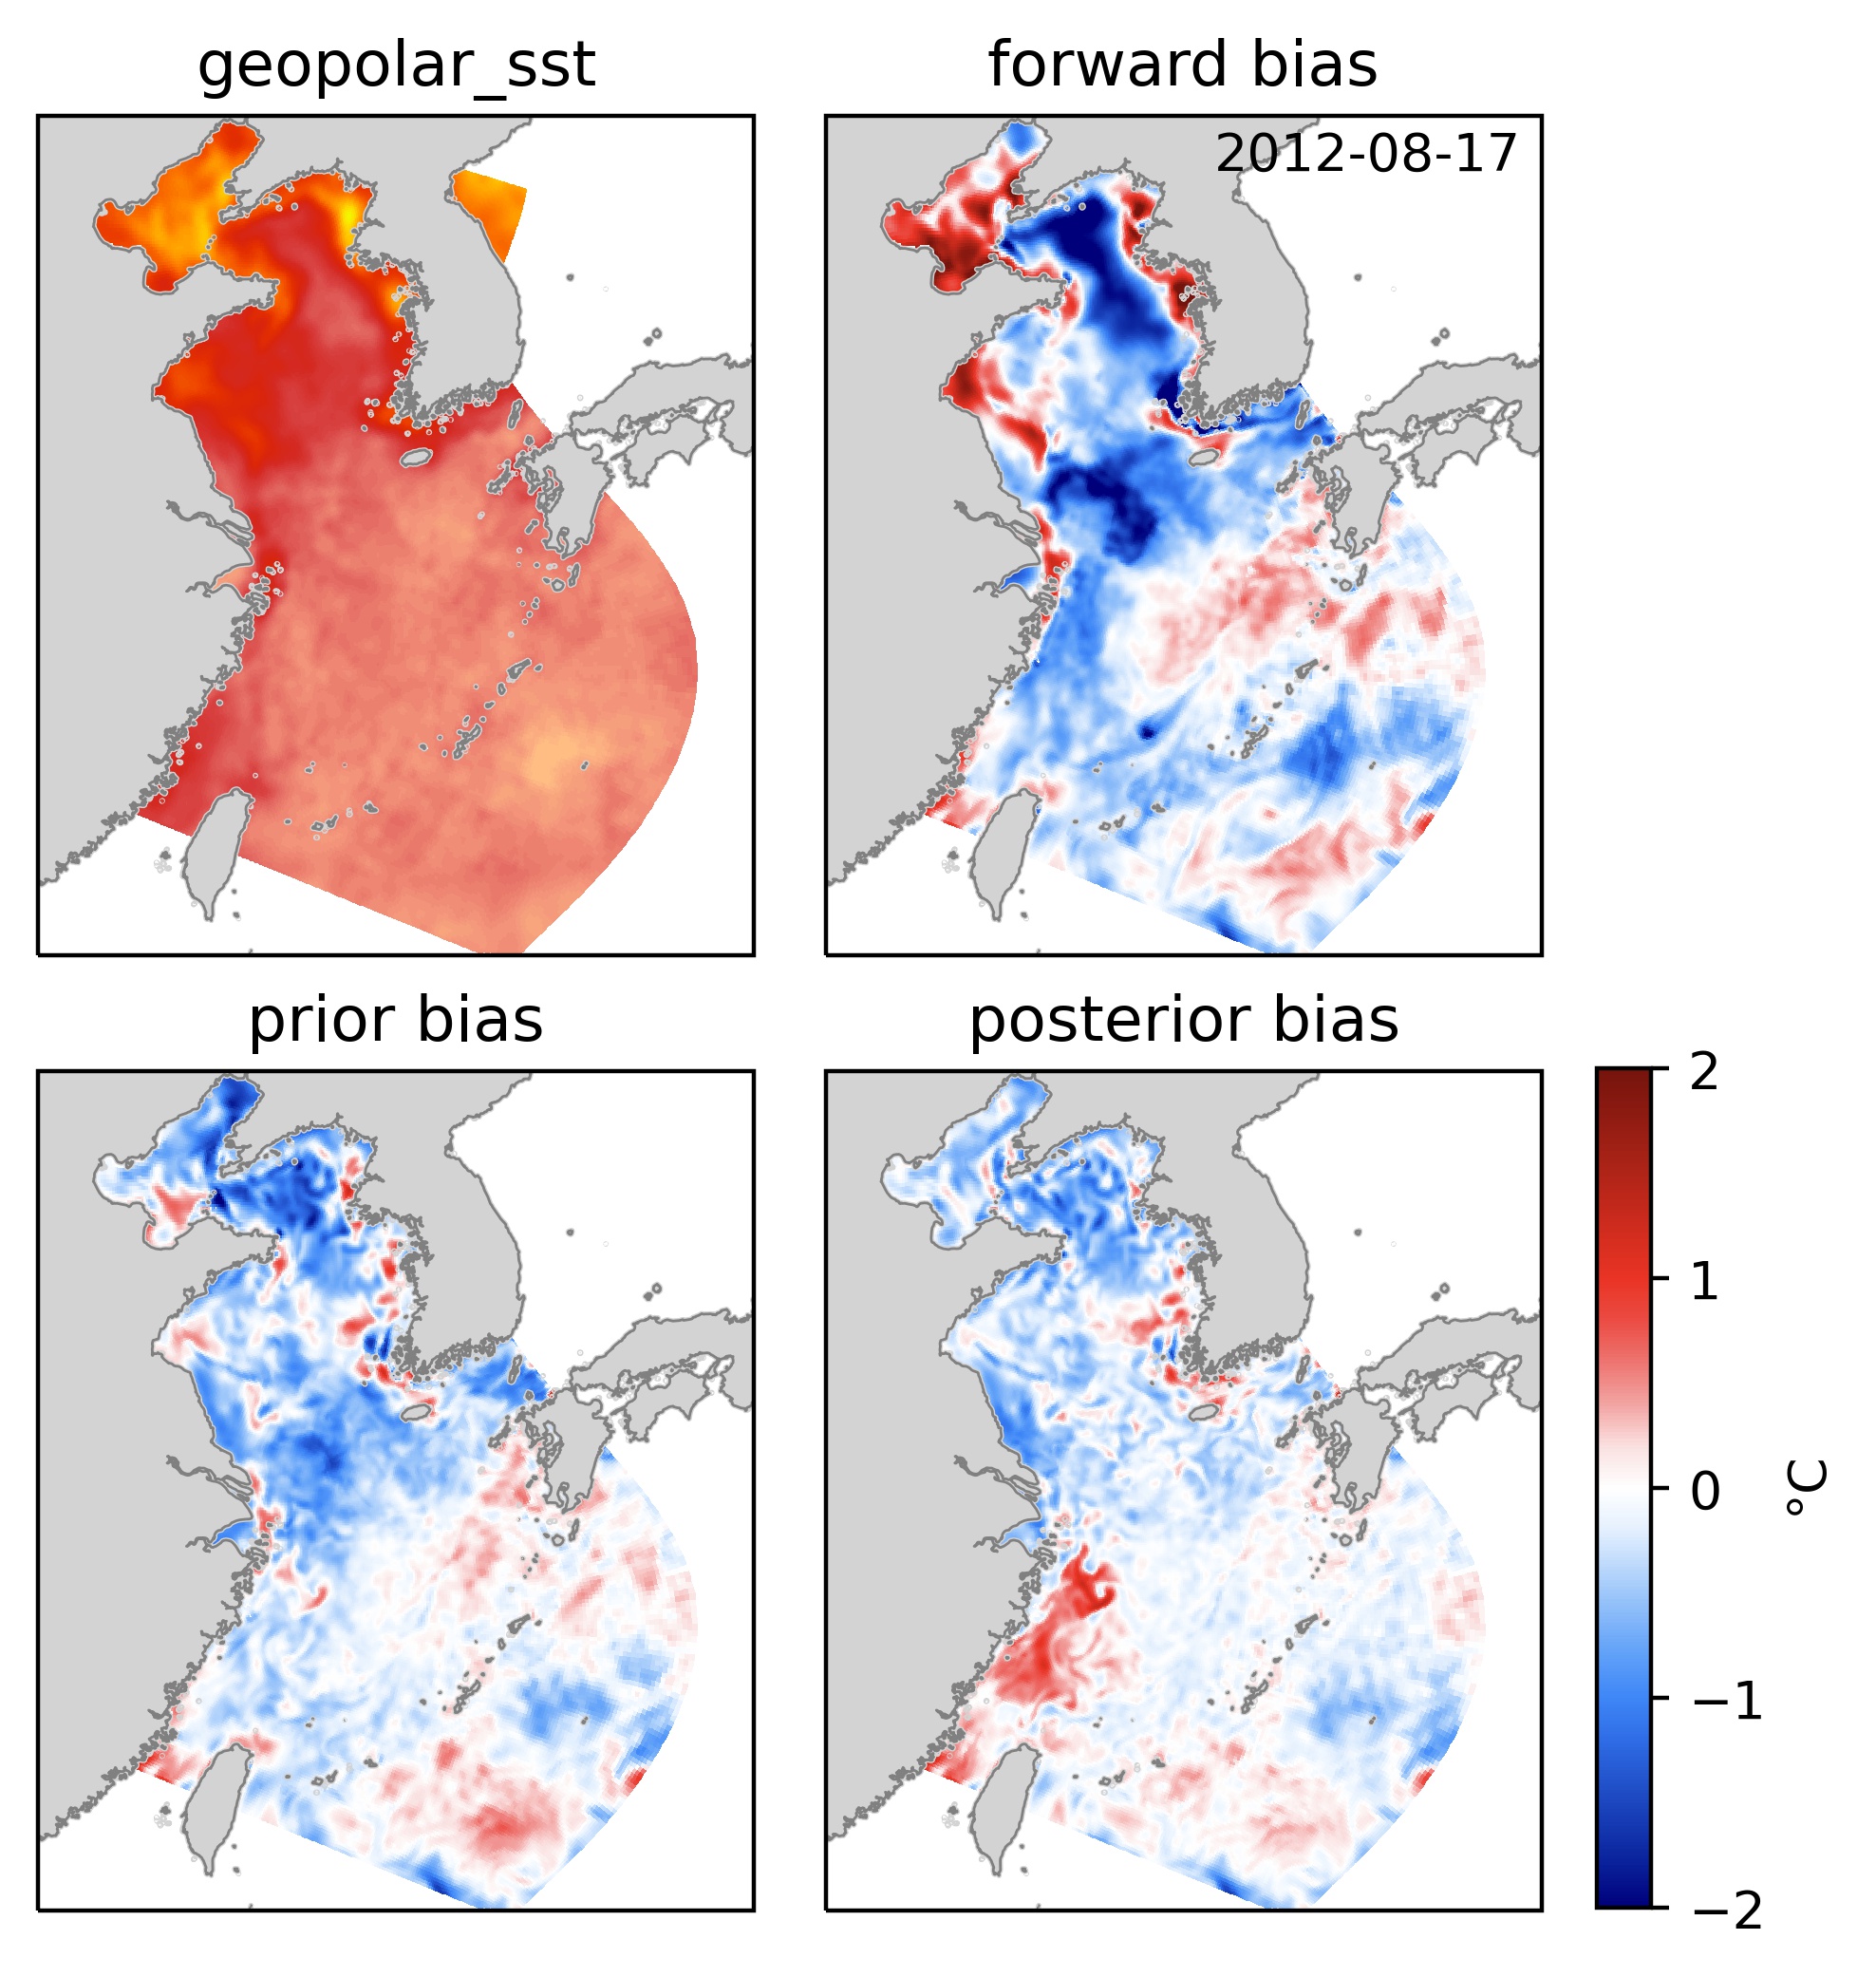 geopolar_sst
forward bias
2012-08-17
prior bias
posterior bias
2
1
0
−1
−2
°C